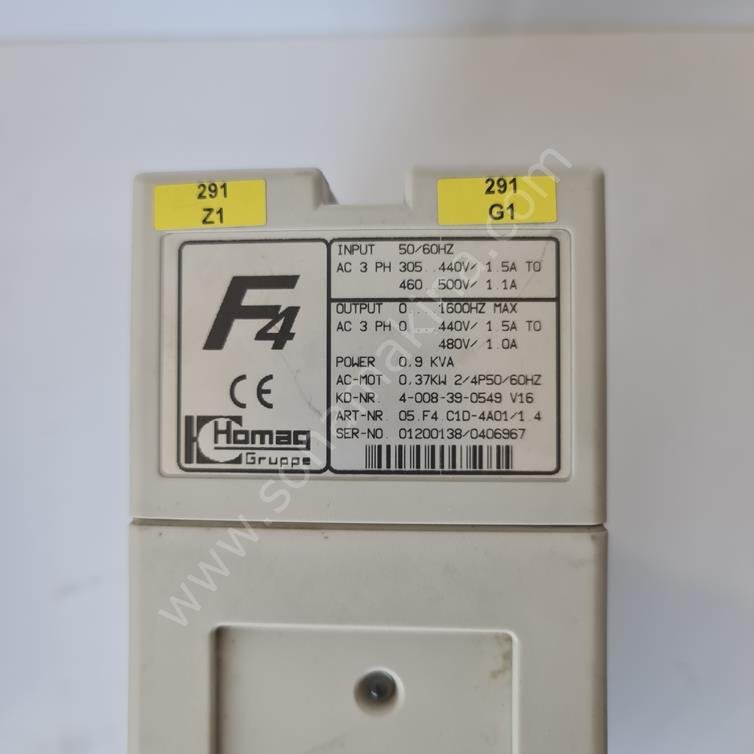 291
Z1
291
G1
F4
CE
Homag
Gruppe
INPUT 50/60HZ
AC 3 PH 305...440V/ 1.5A TO
460..500V/ 1.1A
OUTPUT 0...1600HZ MAX
AC 3 PH 0...440V/ 1.5A TO
480V/ 1.0A
POWER 0,9 KVA
AC-MOT 0,37KW 2/4P50/60HZ
KD-NR. 4-008-39-0549 V16
ART-NR. 05.F4.C1D-4A01/1.4
SER-NO. 01200138/0406967
www.somamakina.com